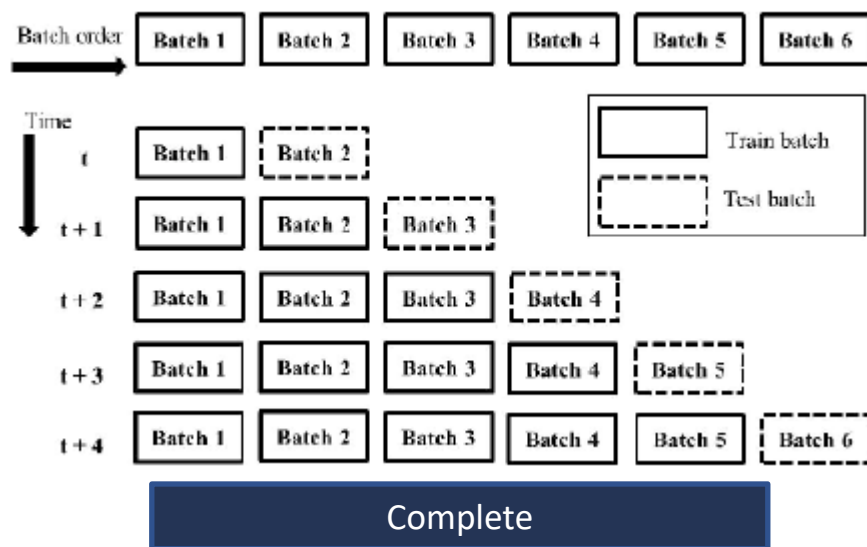 Batch order Batch 1 Batch 2 Batch 3 Batch 4 Batch 5 Batch 6
Time
t Batch 1 Batch 2
Train batch
Test batch
t + 1 Batch 1 Batch 2 Batch 3
t + 2 Batch 1 Batch 2 Batch 3 Batch 4
t + 3 Batch 1 Batch 2 Batch 3 Batch 4 Batch 5
t + 4 Batch 1 Batch 2 Batch 3 Batch 4 Batch 5 Batch 6
Complete